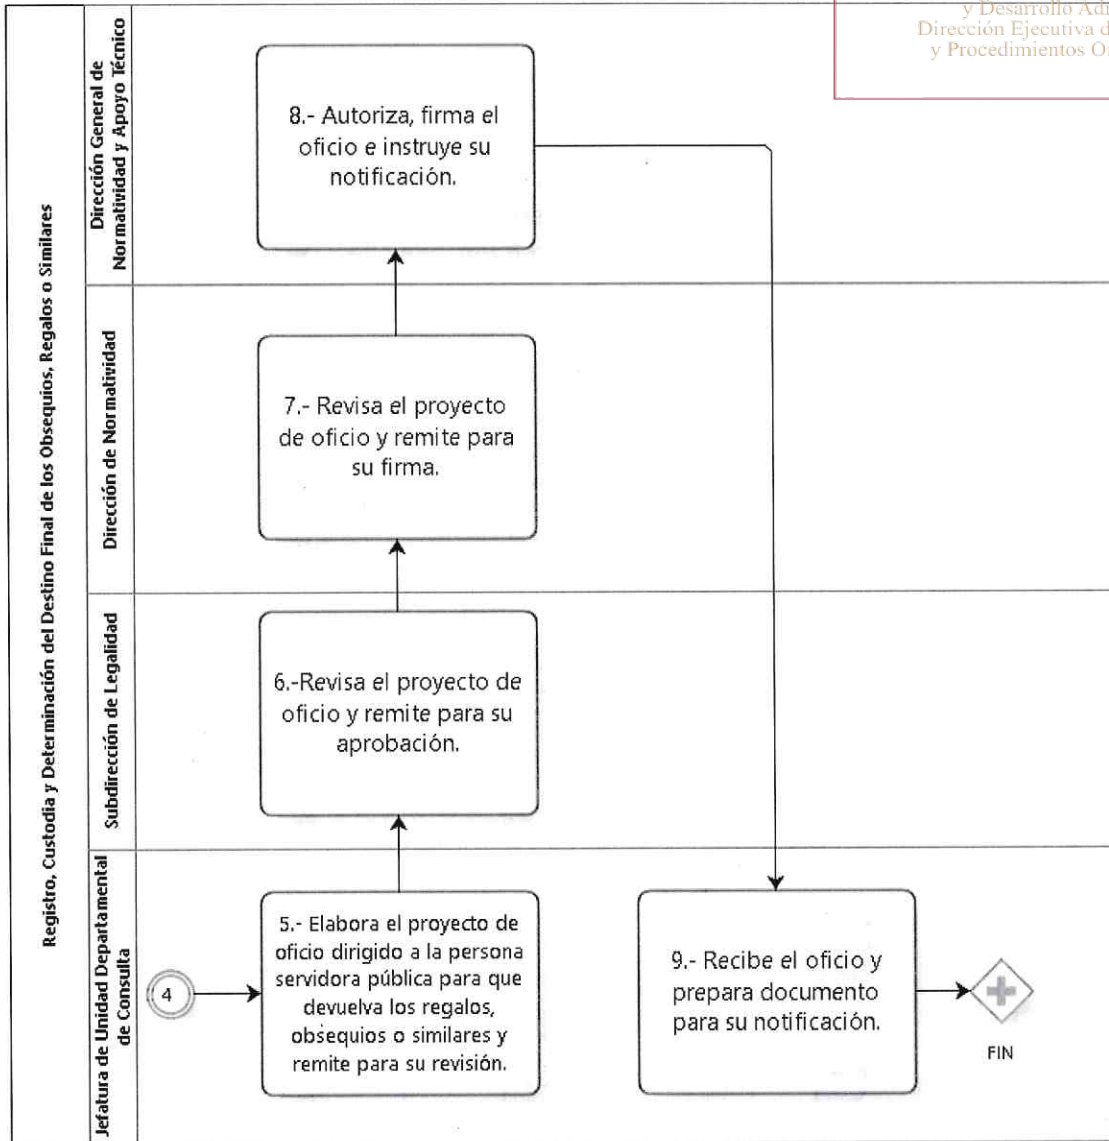 y Desarrollo
Dirección Ejecutiva
y Procedimientos
Registro, Custodia y Determinación del Destino Final de los Obsequios, Regalos o Similares
Dirección General de
Normatividad y Apoyo Técnico
8.- Autoriza, firma el
oficio e instruye su
notificación.
Dirección de Normatividad
7.- Revisa el proyecto
de oficio y remite para
su firma.
Subdirección de Legalidad
6.-Revisa el proyecto de
oficio y remite para su
aprobación.
Jefatura de Unidad Departamental
de Consulta
4
5.- Elabora el proyecto de
oficio dirigido a la persona
servidora pública para que
devuelva los regalos,
obsequios o similares y
remite para su revisión.
9.- Recibe el oficio y
prepara documento
para su notificación.
FIN